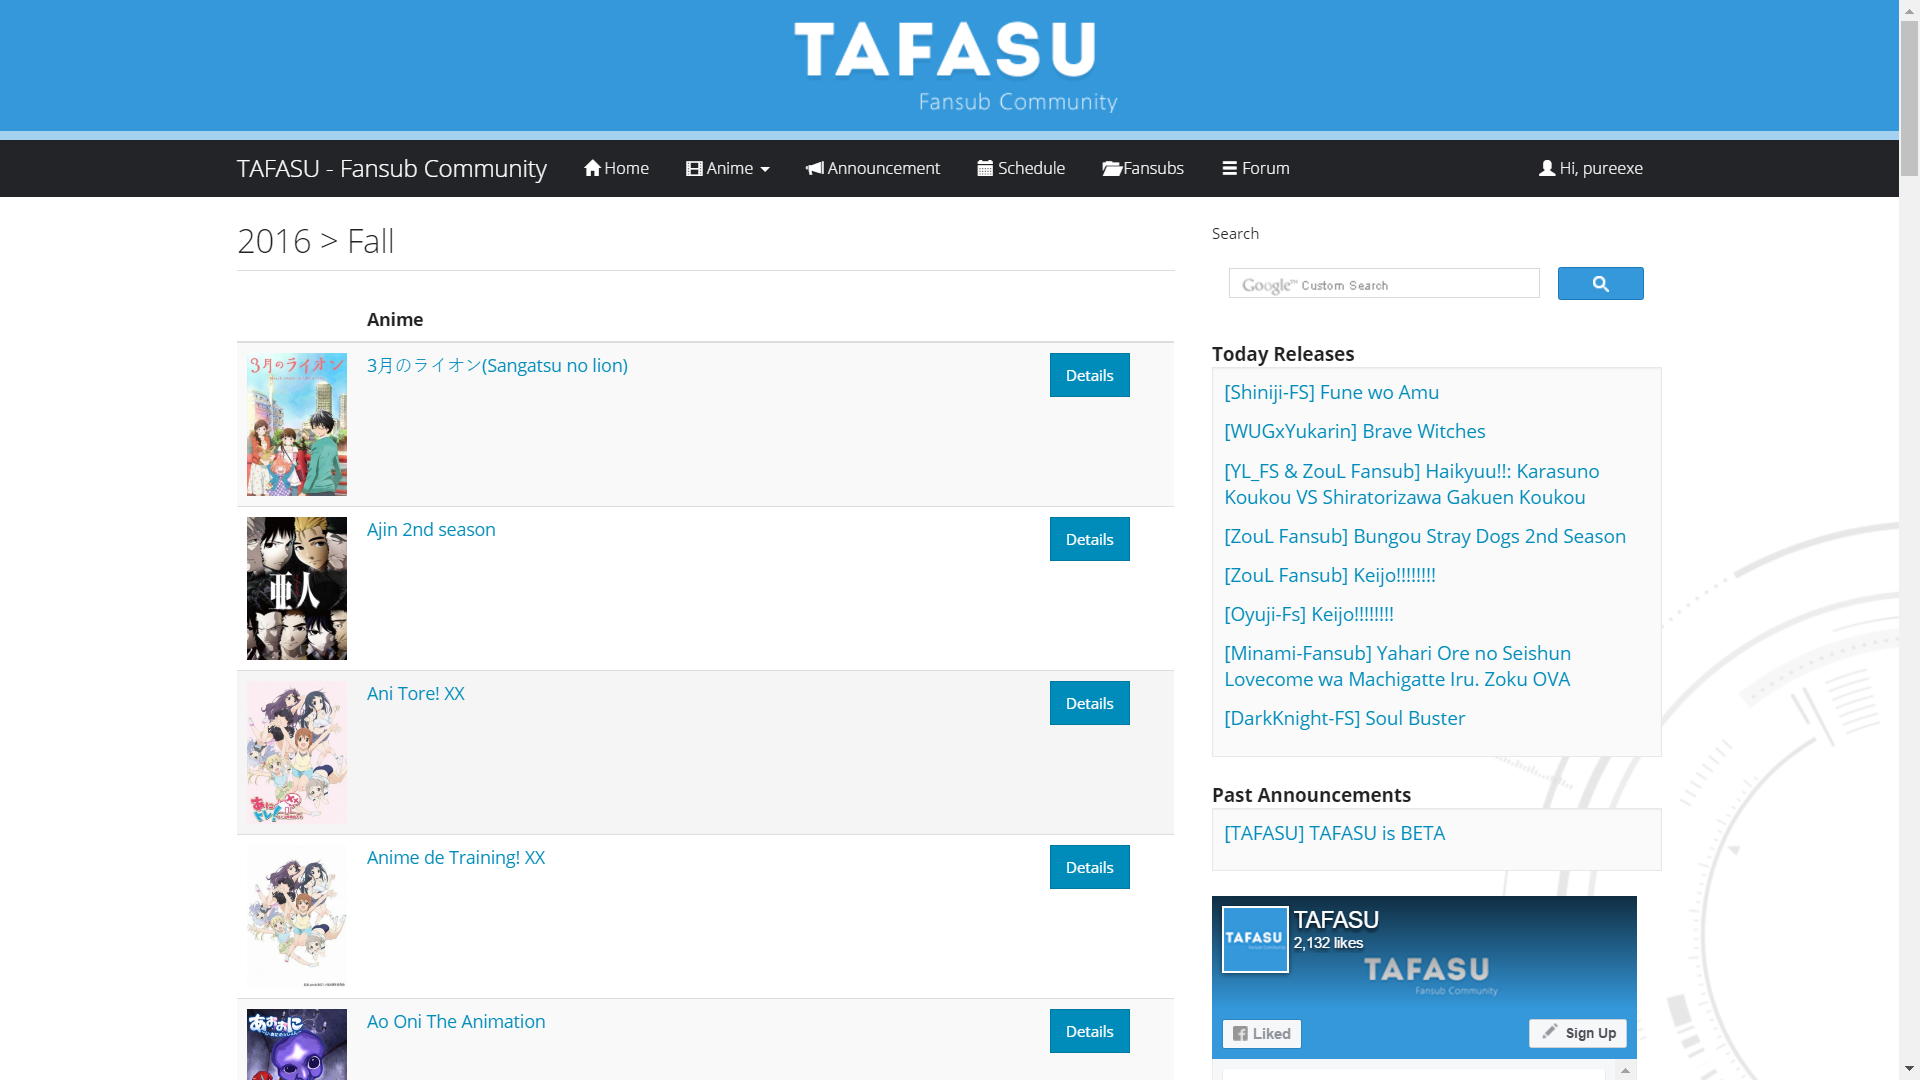 TAFASU
Fansub Community
TAFASU - Fansub Community
Home
Anime
Announcement
Schedule
Fansubs
Forum
Hi, pureexe
2016 > Fall
Anime
3月のライオン
3月のライオン(Sangatsu no lion)
Details
亜人
Ajin 2nd season
Details
Ani Tore! XX
Details
Anime de Training! XX
Details
あおおに
Ao Oni The Animation
Details
Search
Google™ Custom Search
Today Releases
[Shiniji-FS] Fune wo Amu
[WUGxYukarin] Brave Witches
[YL_FS & ZouL Fansub] Haikyuu!!: Karasuno
Koukou VS Shiratorizawa Gakuen Koukou
[ZouL Fansub] Bungou Stray Dogs 2nd Season
[ZouL Fansub] Keijo!!!!!!!!
[Oyuji-Fs] Keijo!!!!!!!!
[Minami-Fansub] Yahari Ore no Seishun
Lovecome wa Machigatte Iru. Zoku OVA
[DarkKnight-FS] Soul Buster
Past Announcements
[TAFASU] TAFASU is BETA
TAFASU
TAFASU
2,132 likes
TAFASU
Fansub Community
Liked
Sign Up